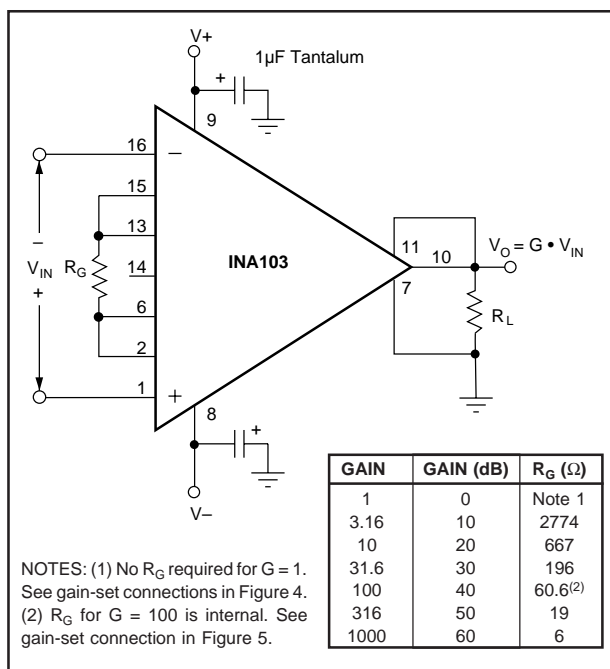 V+
1µF Tantalum
+
9
16
−
15
13
14
6
2
1
+
−
V_IN
+
R_G
INA103
11
10
7
V_O = G • V_IN
R_L
8
+
V−
GAIN GAIN (dB) R_G (Ω)
1 0 Note 1
3.16 10 2774
10 20 667
31.6 30 196
100 40 60.6(2)
316 50 19
1000 60 6
NOTES: (1) No R_G required for G = 1.
See gain-set connections in Figure 4.
(2) R_G for G = 100 is internal. See
gain-set connection in Figure 5.